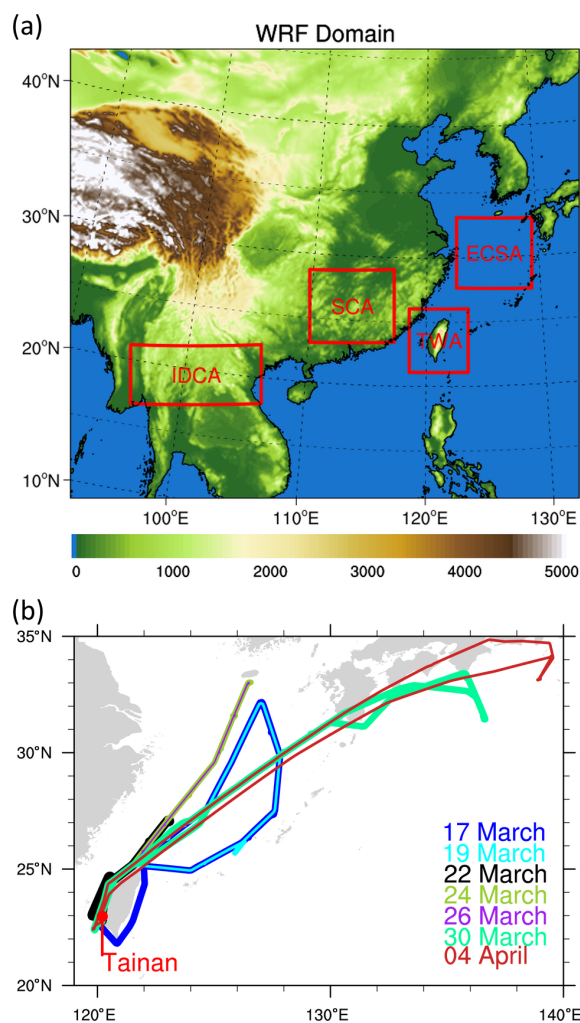 (a)
WRF Domain
40°N
30°N
20°N
10°N
ECSA
SCA
TWA
IDCA
100°E
110°E
120°E
130°E
0
1000
2000
3000
4000
5000
(b)
35°N
30°N
25°N
20°N
17 March
19 March
22 March
24 March
26 March
30 March
04 April
Tainan
120°E
130°E
140°E